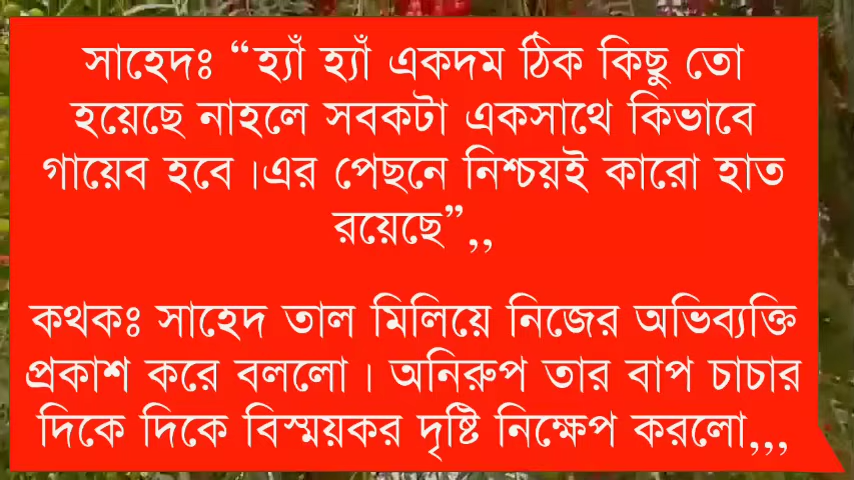 সাহেদঃ “হ্যাঁ হ্যাঁ একদম ঠিক কিছু তো
হয়েছে নাহলে সবকটা একসাথে কিভাবে
গায়েব হবে।এর পেছনে নিশ্চয়ই কারো হাত
রয়েছে”,,
কথকঃ সাহেদ তাল মিলিয়ে নিজের অভিব্যক্তি
প্রকাশ করে বললো। অনিরুপ তার বাপ চাচার
দিকে দিকে বিস্ময়কর দৃষ্টি নিক্ষেপ করলো,,,